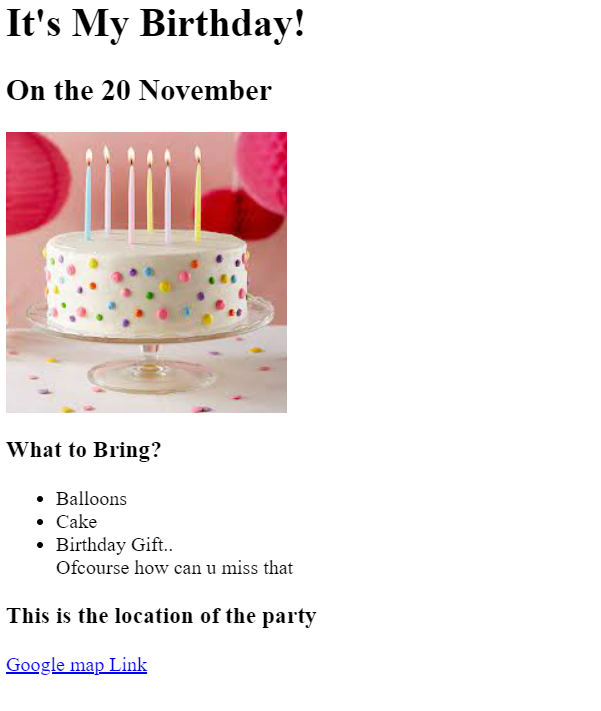 It's My Birthday!
On the 20 November
What to Bring?
Balloons
Cake
Birthday Gift..
Ofcourse how can u miss that
This is the location of the party
Google map Link